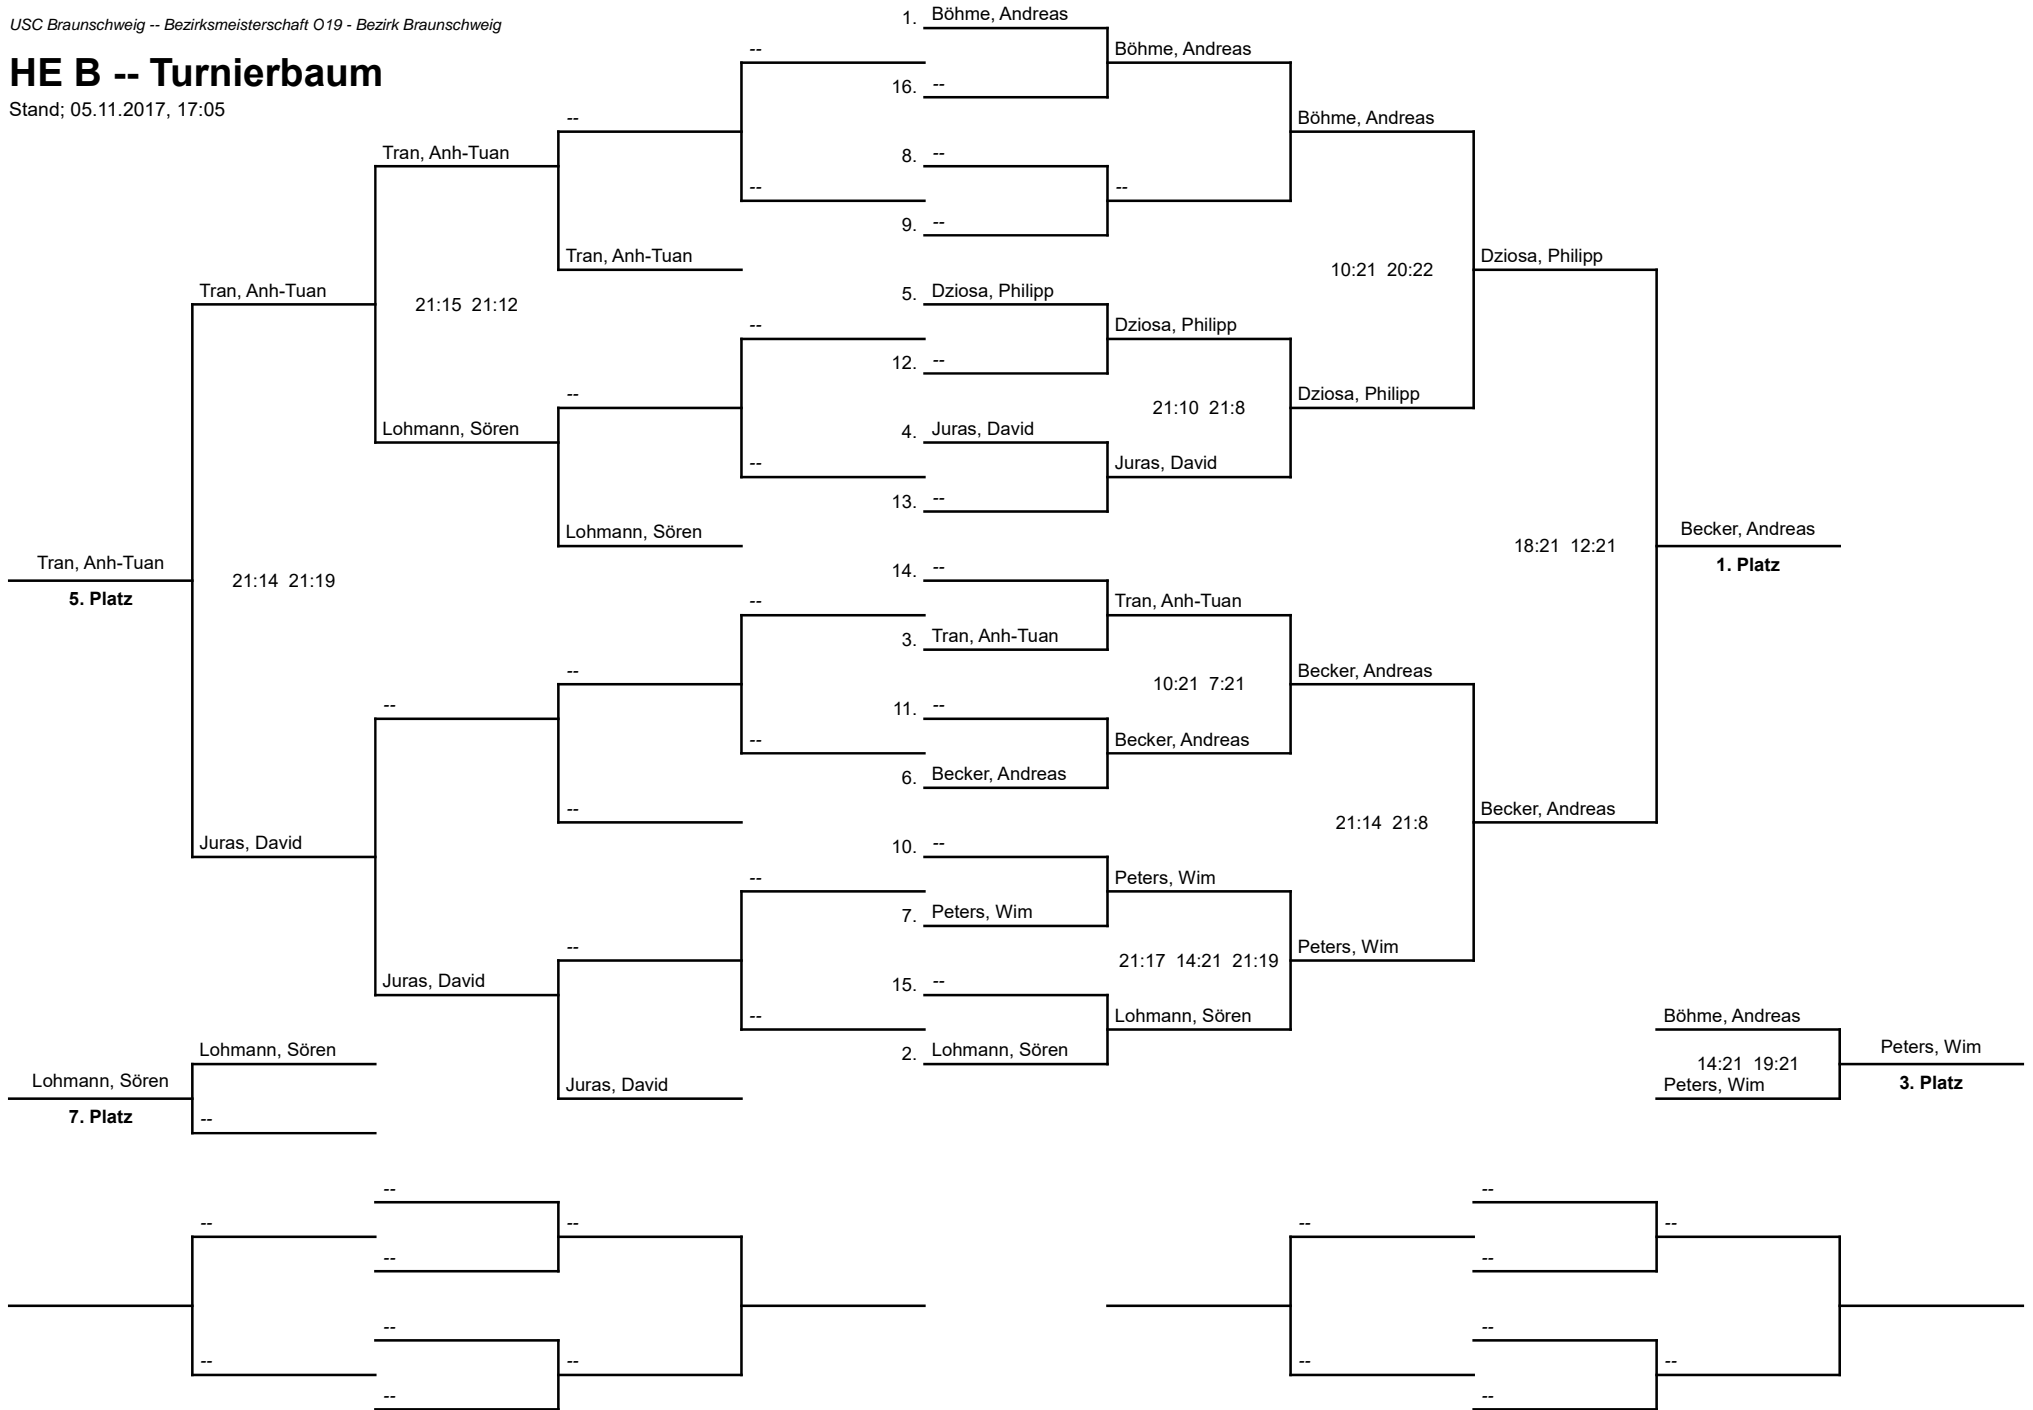 USC Braunschweig -- Bezirksmeisterschaft O19 - Bezirk Braunschweig
HE B -- Turnierbaum
Stand; 05.11.2017, 17:05
1. Böhme, Andreas
-- Böhme, Andreas
16. --
-- Böhme, Andreas
Tran, Anh-Tuan 8. --
-- --
9. --
Tran, Anh-Tuan Dziosa, Philipp
10:21 20:22
Tran, Anh-Tuan 5. Dziosa, Philipp
21:15 21:12
-- Dziosa, Philipp
12. --
-- Dziosa, Philipp
21:10 21:8
Lohmann, Sören 4. Juras, David
-- Juras, David
13. --
Lohmann, Sören Becker, Andreas
18:21 12:21
Tran, Anh-Tuan 1. Platz
14. --
21:14 21:19
5. Platz -- Tran, Anh-Tuan
3. Tran, Anh-Tuan
-- Becker, Andreas
10:21 7:21
-- 11. --
-- Becker, Andreas
6. Becker, Andreas
-- Becker, Andreas
21:14 21:8
Juras, David 10. --
-- Peters, Wim
7. Peters, Wim
-- Peters, Wim
21:17 14:21 21:19
Juras, David 15. --
-- Lohmann, Sören Böhme, Andreas
Lohmann, Sören 2. Lohmann, Sören Peters, Wim
14:21 19:21
Lohmann, Sören Juras, David Peters, Wim 3. Platz
7. Platz --
-- --
-- -- -- --
-- --
-- --
-- -- -- --
-- --